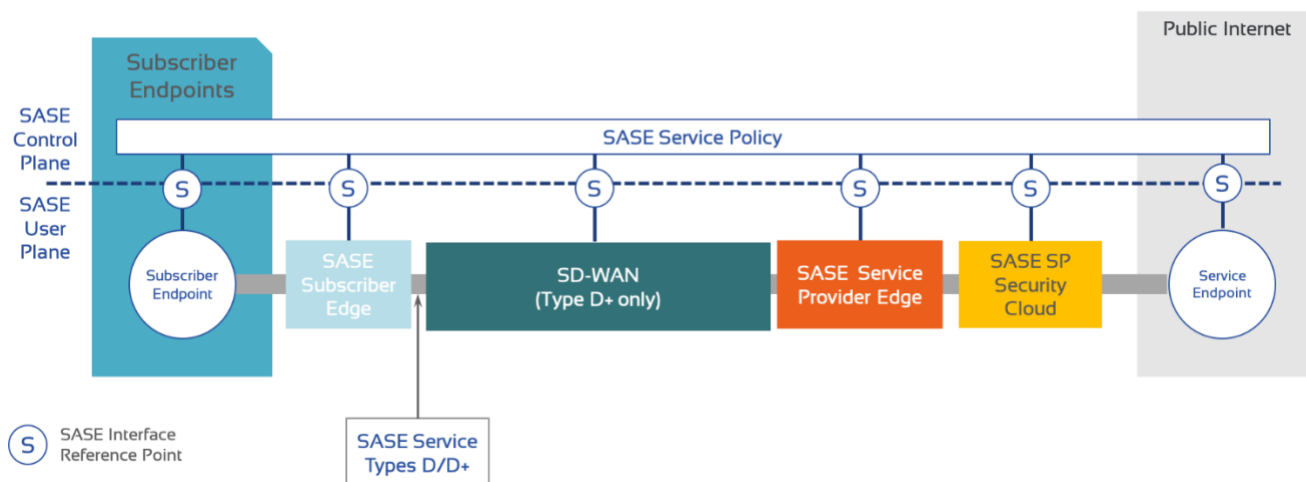 Public Internet
Subscriber
Endpoints
SASE
Control
Plane
SASE Service Policy
S
S
S
S
S
S
SASE
User
Plane
Subscriber
Endpoint
SASE
Subscriber
Edge
SD-WAN
(Type D+ only)
SASE Service
Provider Edge
SASE SP
Security
Cloud
Service
Endpoint
S
SASE Interface
Reference Point
SASE Service
Types D/D+